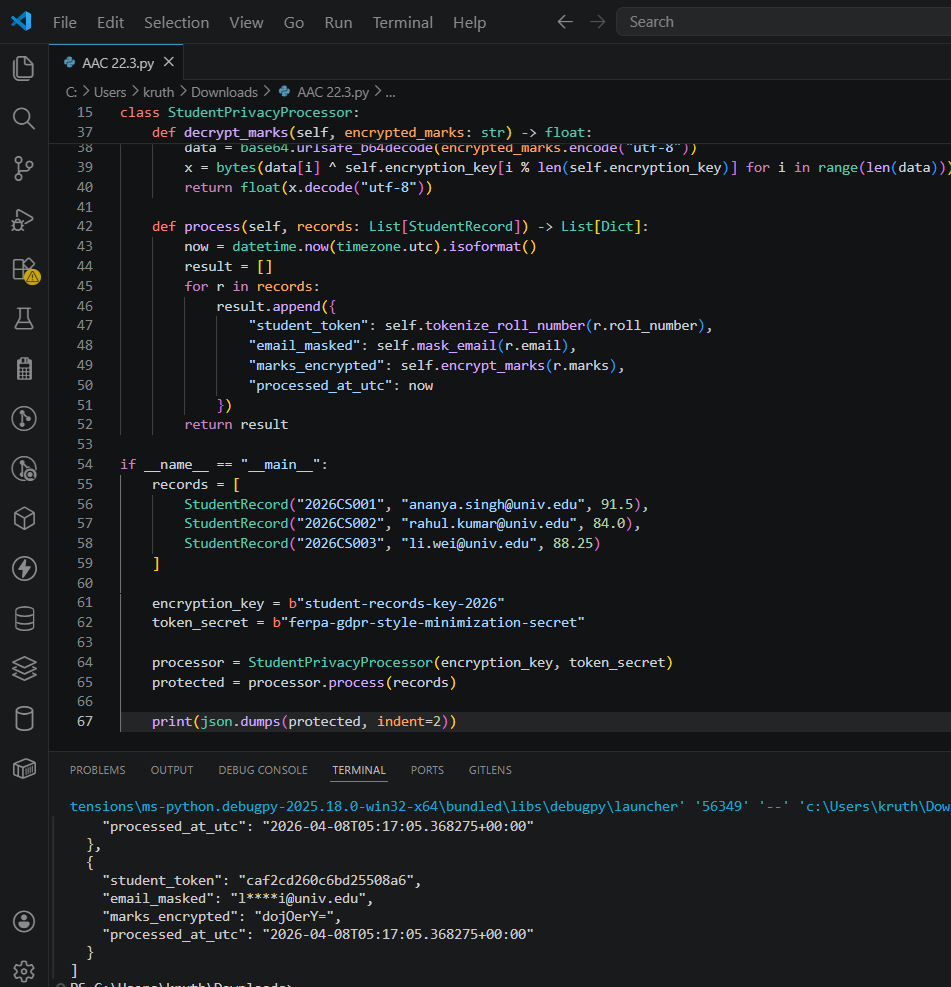 File Edit Selection View Go Run Terminal Help Search
AAC 22.3.py
C: > Users > kruth > Downloads > AAC 22.3.py > ...
15 class StudentPrivacyProcessor:
37     def decrypt_marks(self, encrypted_marks: str) -> float:
38         data = base64.urlsafe_b64decode(encrypted_marks.encode("utf-8"))
39         x = bytes(data[i] ^ self.encryption_key[i % len(self.encryption_key)] for i in range(len(data)))
40         return float(x.decode("utf-8"))
41
42     def process(self, records: List[StudentRecord]) -> List[Dict]:
43         now = datetime.now(timezone.utc).isoformat()
44         result = []
45         for r in records:
46             result.append({
47                 "student_token": self.tokenize_roll_number(r.roll_number),
48                 "email_masked": self.mask_email(r.email),
49                 "marks_encrypted": self.encrypt_marks(r.marks),
50                 "processed_at_utc": now
51             })
52         return result
53
54 if __name__ == "__main__":
55     records = [
56         StudentRecord("2026CS001", "ananya.singh@univ.edu", 91.5),
57         StudentRecord("2026CS002", "rahul.kumar@univ.edu", 84.0),
58         StudentRecord("2026CS003", "li.wei@univ.edu", 88.25)
59     ]
60
61     encryption_key = b"student-records-key-2026"
62     token_secret = b"ferpa-gdpr-style-minimization-secret"
63
64     processor = StudentPrivacyProcessor(encryption_key, token_secret)
65     protected = processor.process(records)
66
67     print(json.dumps(protected, indent=2))
PROBLEMS OUTPUT DEBUG CONSOLE TERMINAL PORTS GITLENS
tensions\ms-python.debugpy-2025.18.0-win32-x64\bundled\libs\debugpy\launcher' '56349' '--' 'c:\Users\kruth\Dow
    "processed_at_utc": "2026-04-08T05:17:05.368275+00:00"
  },
  {
    "student_token": "caf2cd260c6bd25508a6",
    "email_masked": "l****i@univ.edu",
    "marks_encrypted": "dojOerY=",
    "processed_at_utc": "2026-04-08T05:17:05.368275+00:00"
  }
]
PS C:\Users\kruth\Downloads>